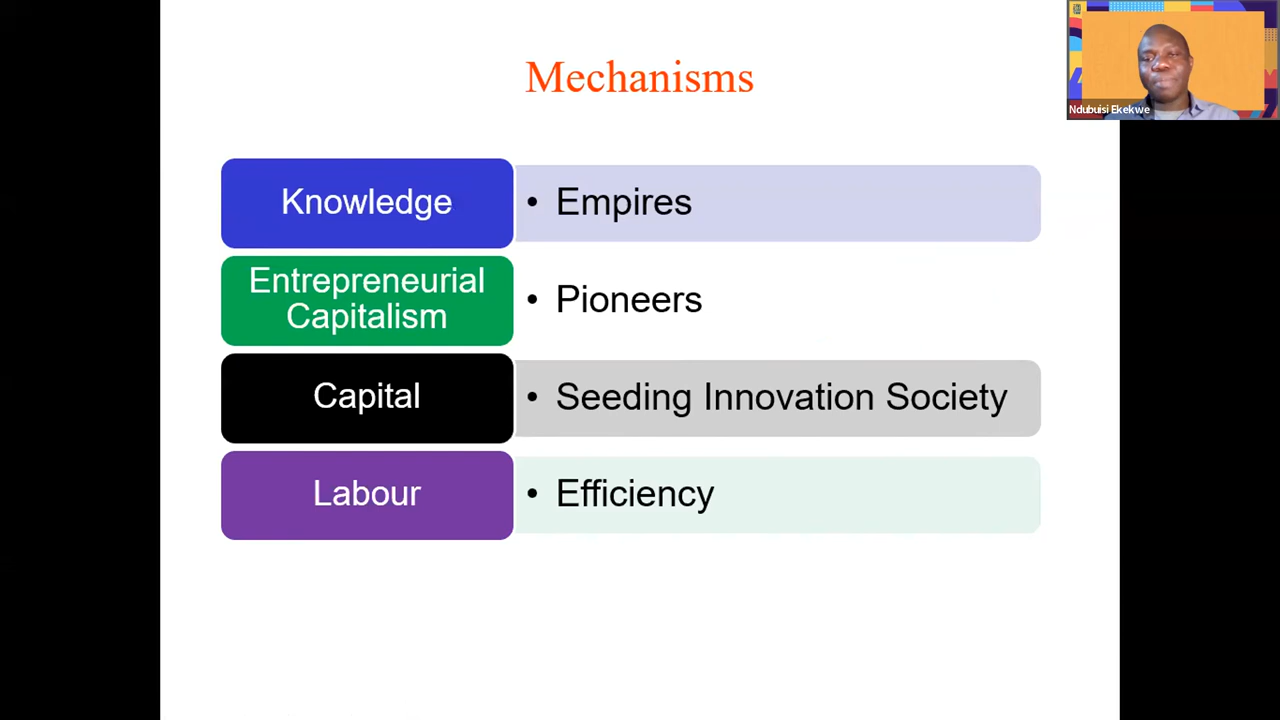 Mechanisms
Ndubuisi Ekekwe
Knowledge
• Empires
Entrepreneurial
Capitalism
• Pioneers
Capital
• Seeding Innovation Society
Labour
• Efficiency